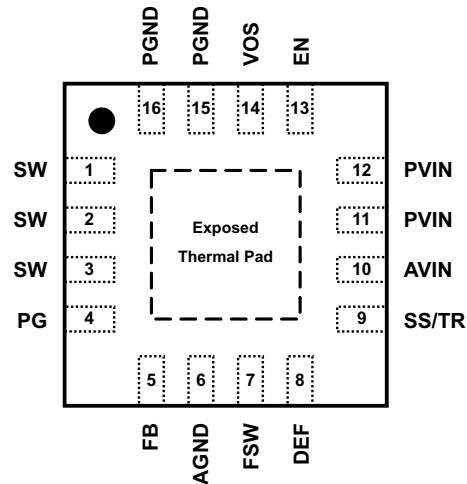 PGND
PGND
VOS
EN
16
15
14
13
SW
1
12
PVIN
SW
2
11
PVIN
SW
3
10
AVIN
PG
4
9
SS/TR
Exposed
Thermal Pad
5
6
7
8
FB
AGND
FSW
DEF